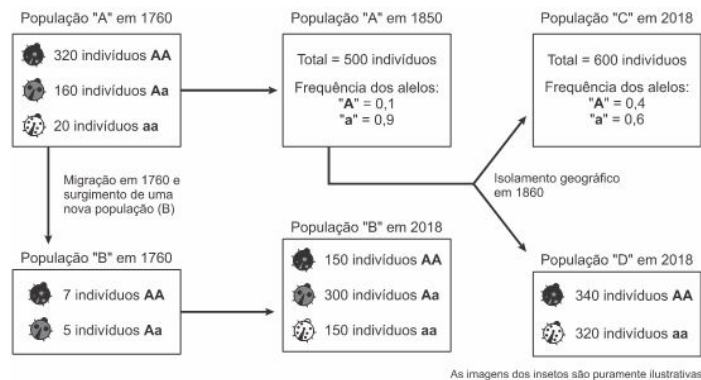 População "A" em 1760
320 indivíduos AA
160 indivíduos Aa
20 indivíduos aa
População "A" em 1850
Total = 500 indivíduos
Frequência dos alelos:
"A" = 0,1
"a" = 0,9
População "C" em 2018
Total = 600 indivíduos
Frequência dos alelos:
"A" = 0,4
"a" = 0,6
Migração em 1760 e
surgimento de uma
nova população (B)
Isolamento geográfico
em 1860
População "B" em 1760
7 indivíduos AA
5 indivíduos Aa
População "B" em 2018
150 indivíduos AA
300 indivíduos Aa
150 indivíduos aa
População "D" em 2018
340 indivíduos AA
320 indivíduos aa
As imagens dos insetos são puramente ilustrativas